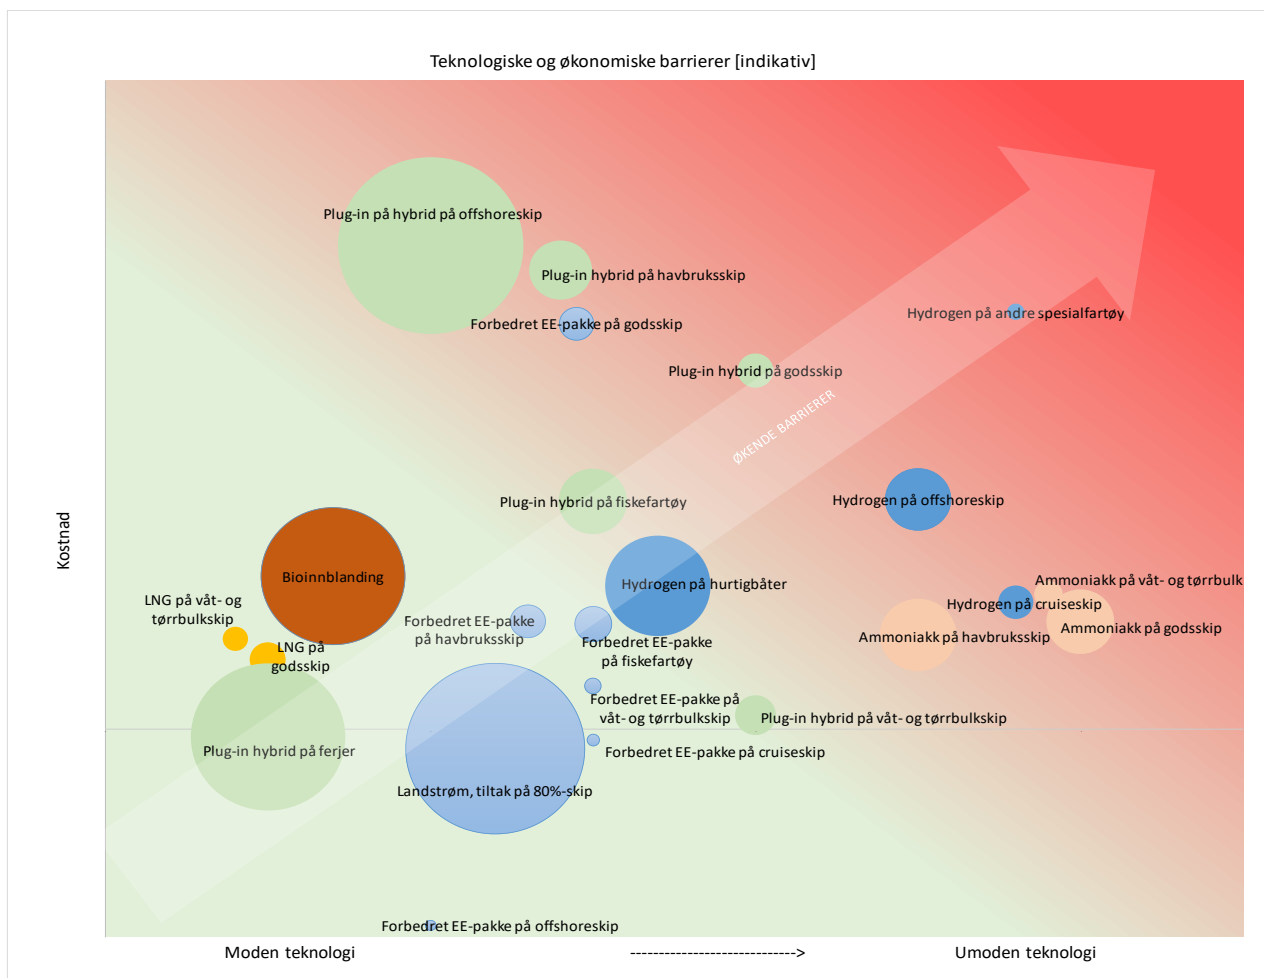 Teknologiske og økonomiske barrierer [indikativ]
Plug-in på hybrid på offshoreskip
Plug-in hybrid på havbruksskip
Forbedret EE-pakke på godsskip
Hydrogen på andre spesialfartøy
Plug-in hybrid på godsskip
ØKENDE BARRIERER
Plug-in hybrid på fiskefartøy
Hydrogen på offshoreskip
Kostnad
Bioinnblanding
Hydrogen på hurtigbåter
Ammoniakk på våt- og tørrbulk
LNG på våt- og
tørrbulkskip
Hydrogen på cruiseskip
Forbedret EE-pakke
på havbruksskip
Ammoniakk på godsskip
Ammoniakk på havbruksskip
Forbedret EE-pakke
på fiskefartøy
LNG på
godsskip
Forbedret EE-pakke på
våt- og tørrbulkskip
Plug-in hybrid på våt- og tørrbulkskip
Plug-in hybrid på ferjer
Forbedret EE-pakke på cruiseskip
Landstrøm, tiltak på 80%-skip
Forbedret EE-pakke på offshoreskip
Moden teknologi
---------------------------->
Umoden teknologi